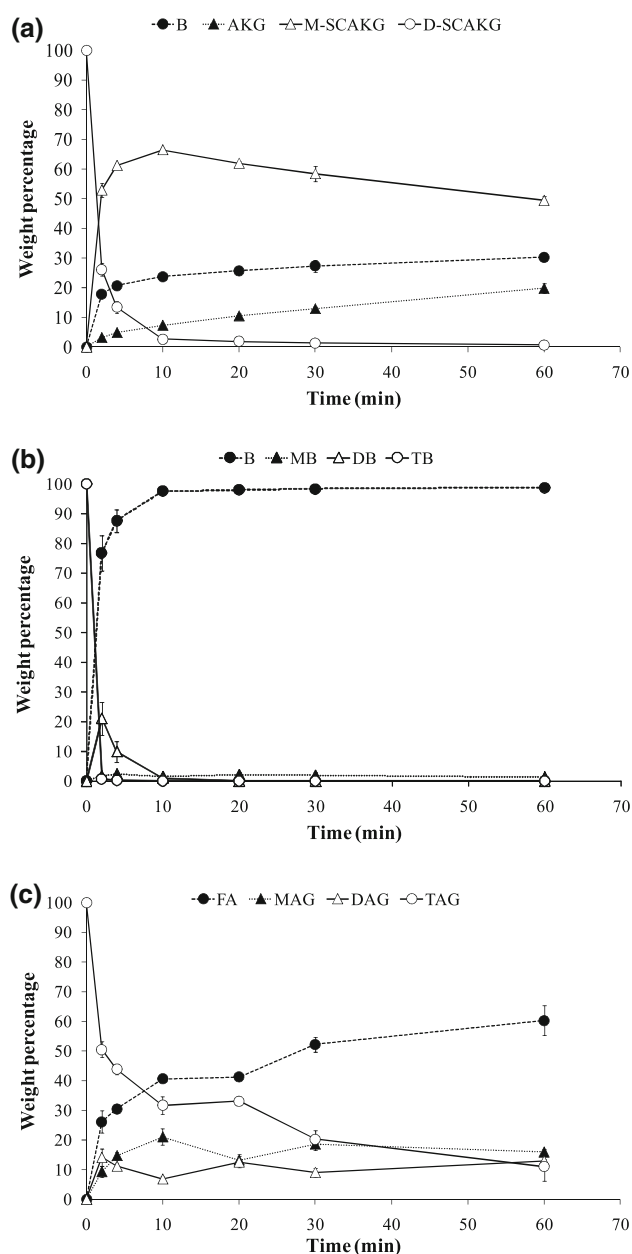 (a)
B AKG M-SCAKG D-SCAKG
100
90
80
70
60
50
40
30
20
10
0
Weight percentage
0 10 20 30 40 50 60 70
Time (min)
(b)
B MB DB TB
100
90
80
70
60
50
40
30
20
10
0
Weight percentage
0 10 20 30 40 50 60 70
Time (min)
(c)
FA MAG DAG TAG
100
90
80
70
60
50
40
30
20
10
0
Weight percentage
0 10 20 30 40 50 60 70
Time (min)